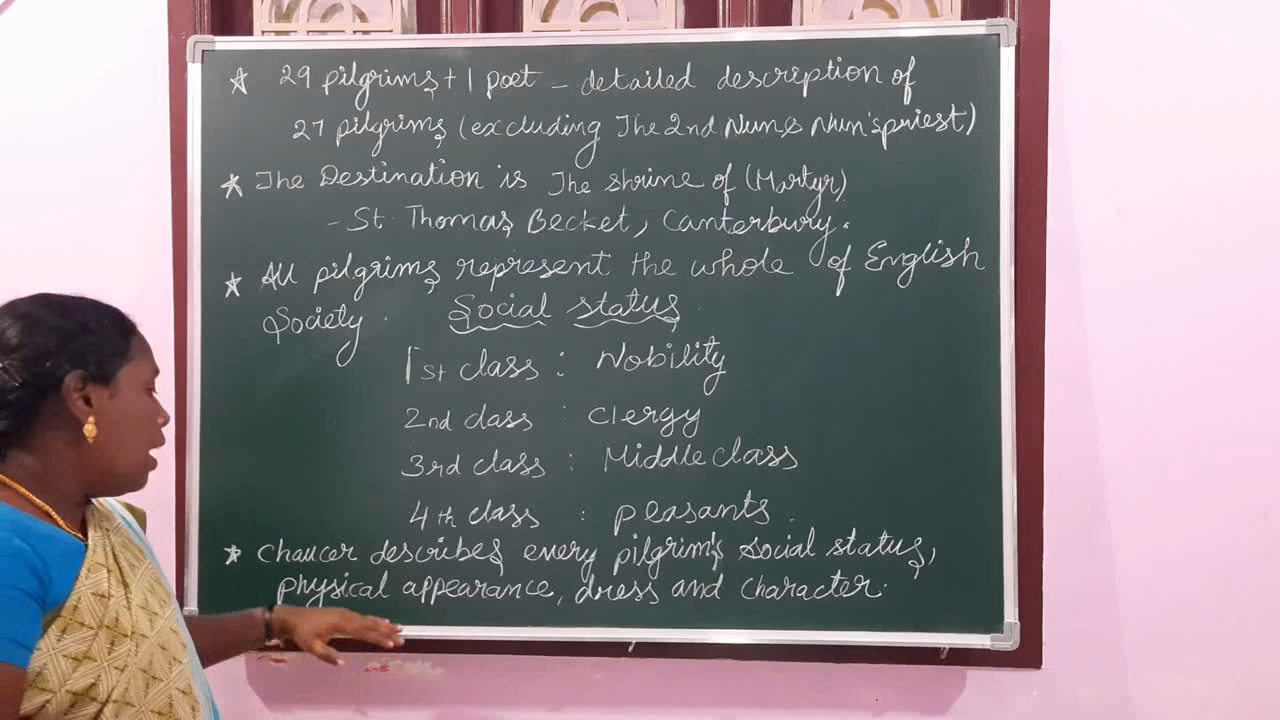 ★ 29 pilgrims + 1 poet - detailed description of
27 pilgrims (excluding The 2nd Nun & Nun's priest)
★ The Destination is The shrine of (Martyr)
- St. Thomas Becket, Canterbury.
★ All pilgrims represent the whole of English
Society. Social status
1st class : Nobility
2nd class : Clergy
3rd class : Middle class
4th class : peasants.
★ Chaucer describes every pilgrim's social status,
physical appearance, dress and character.